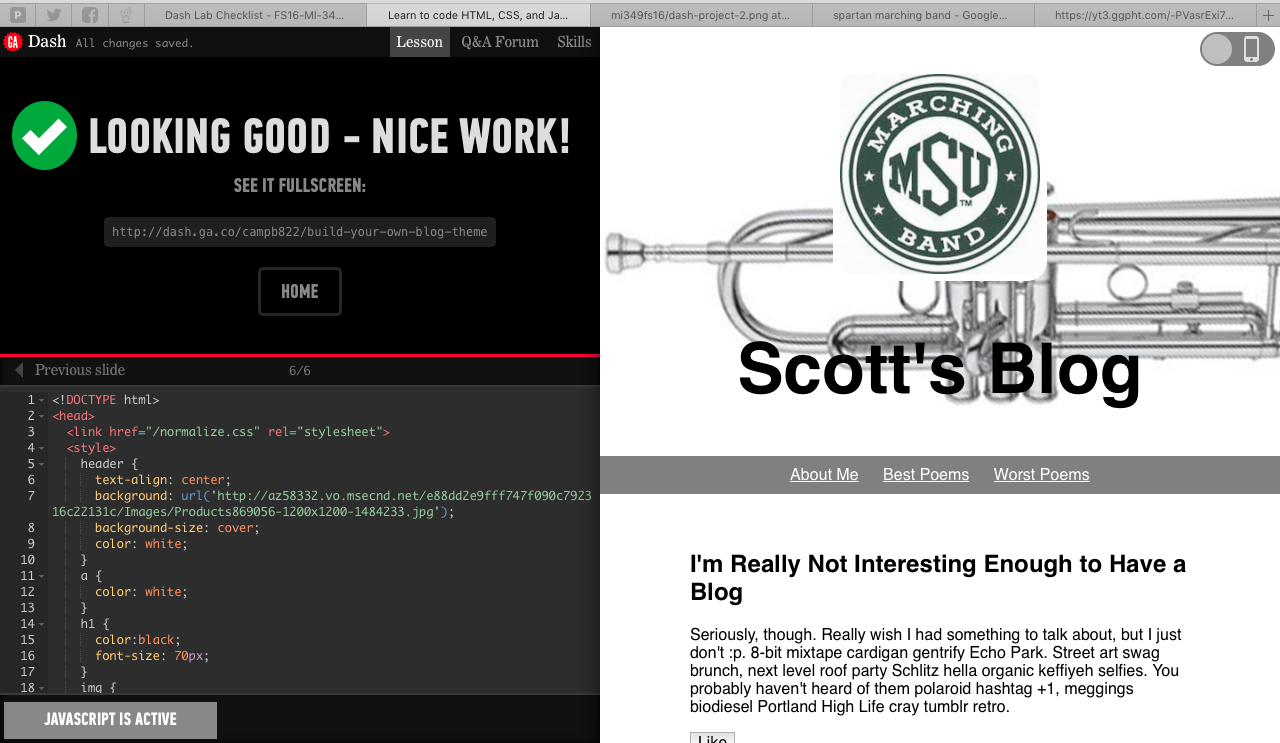 Dash Lab Checklist - FS16-MI-34...
Learn to code HTML, CSS, and Ja...
mi349fs16/dash-project-2.png at...
spartan marching band - Google...
https://yt3.ggpht.com/-PVasrExi7...
GA Dash All changes saved.
Lesson Q&A Forum Skills
LOOKING GOOD - NICE WORK!
SEE IT FULLSCREEN:
http://dash.ga.co/campb822/build-your-own-blog-theme
HOME
Previous slide 6/6
1 <!DOCTYPE html>
2 <head>
3 <link href="/normalize.css" rel="stylesheet">
4 <style>
5 header {
6 text-align: center;
7 background: url('http://az58332.vo.msecnd.net/e88dd2e9fff747f090c7923
16c22131c/Images/Products869056-1200x1200-1484233.jpg');
8 background-size: cover;
9 color: white;
10 }
11 a {
12 color: white;
13 }
14 h1 {
15 color:black;
16 font-size: 70px;
17 }
18 img {
JAVASCRIPT IS ACTIVE
MARCHING
MSU
TM
BAND
Scott's Blog
About Me Best Poems Worst Poems
I'm Really Not Interesting Enough to Have a
Blog
Seriously, though. Really wish I had something to talk about, but I just
don't :p. 8-bit mixtape cardigan gentrify Echo Park. Street art swag
brunch, next level roof party Schlitz hella organic keffiyeh selfies. You
probably haven't heard of them polaroid hashtag +1, meggings
biodiesel Portland High Life cray tumblr retro.
Like